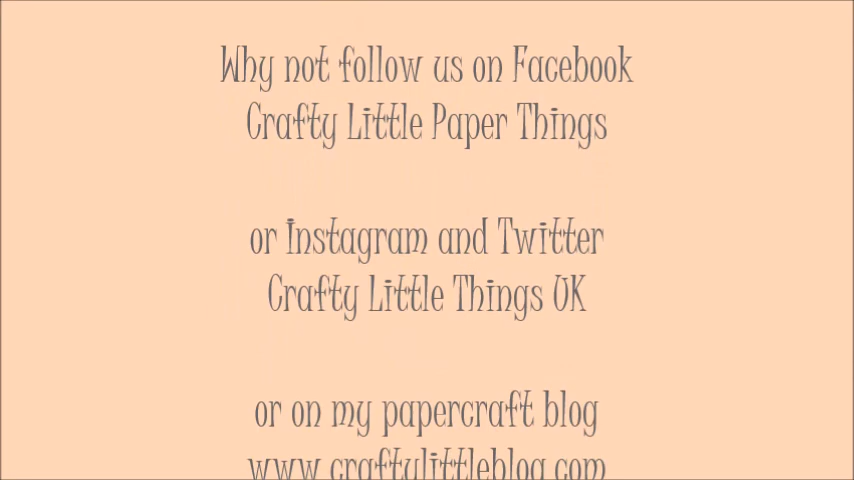 Why not follow us on Facebook
Crafty Little Paper Things
or Instagram and Twitter
Crafty Little Things UK
or on my papercraft blog
www.craftylittleblog.com